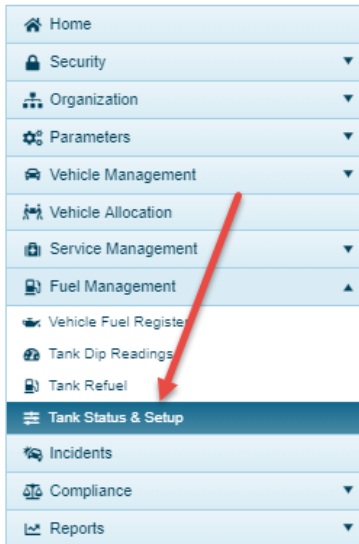 Home
Security
Organization
Parameters
Vehicle Management
Vehicle Allocation
Service Management
Fuel Management
Vehicle Fuel Register
Tank Dip Readings
Tank Refuel
Tank Status & Setup
Incidents
Compliance
Reports